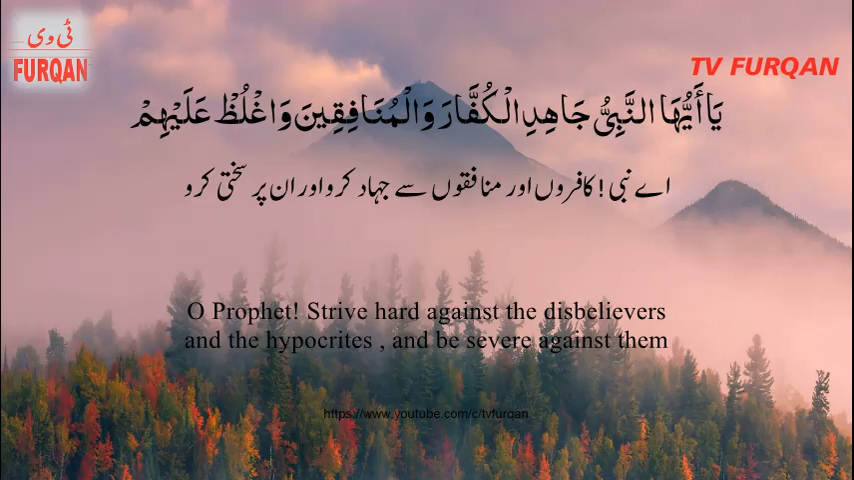 ٹی وی
FURQAN
TV FURQAN
يَا أَيُّهَا النَّبِيُّ جَاهِدِ الْكُفَّارَ وَالْمُنَافِقِينَ وَاغْلُظْ عَلَيْهِمْ
اے نبی ! کافروں اور منافقوں سے جہاد کرو اور ان پر سختی کرو
O Prophet! Strive hard against the disbelievers
and the hypocrites , and be severe against them
https://www.youtube.com/c/tvfurqan